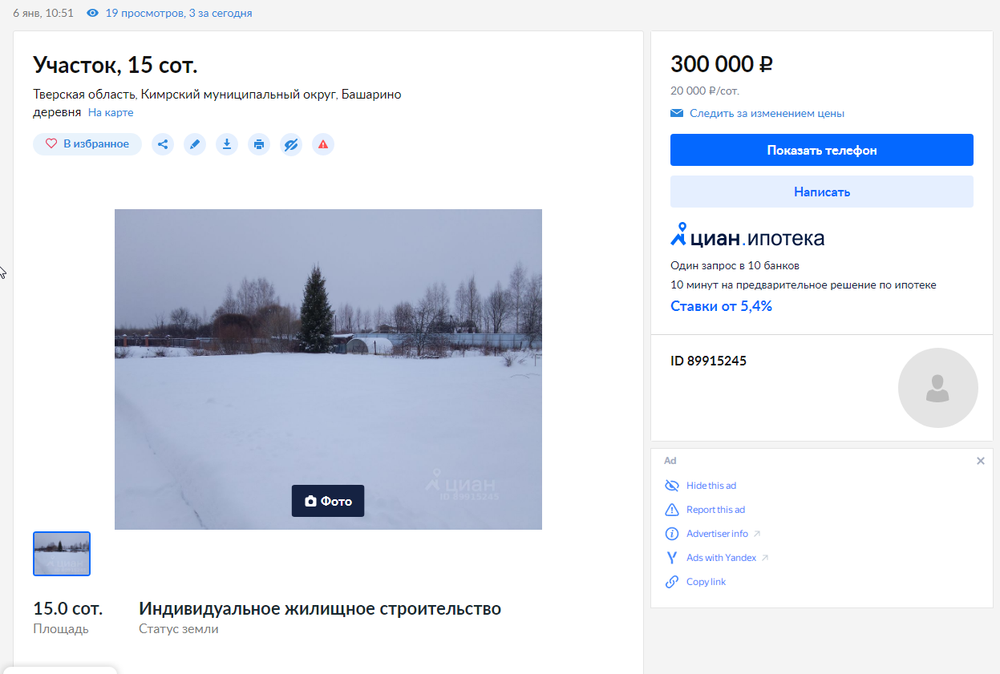 6 янв, 10:51 19 просмотров, 3 за сегодня
Участок, 15 сот.
Тверская область, Кимрский муниципальный округ, Башарино
деревня На карте
В избранное
циан
ID 89915245
Фото
15.0 сот.
Площадь
Индивидуальное жилищное строительство
Статус земли
300 000 ₽
20 000 ₽/сот.
Следить за изменением цены
Показать телефон
Написать
циан.ипотека
Один запрос в 10 банков
10 минут на предварительное решение по ипотеке
Ставки от 5,4%
ID 89915245
Ad
Hide this ad
Report this ad
Advertiser info
Ads with Yandex
Copy link